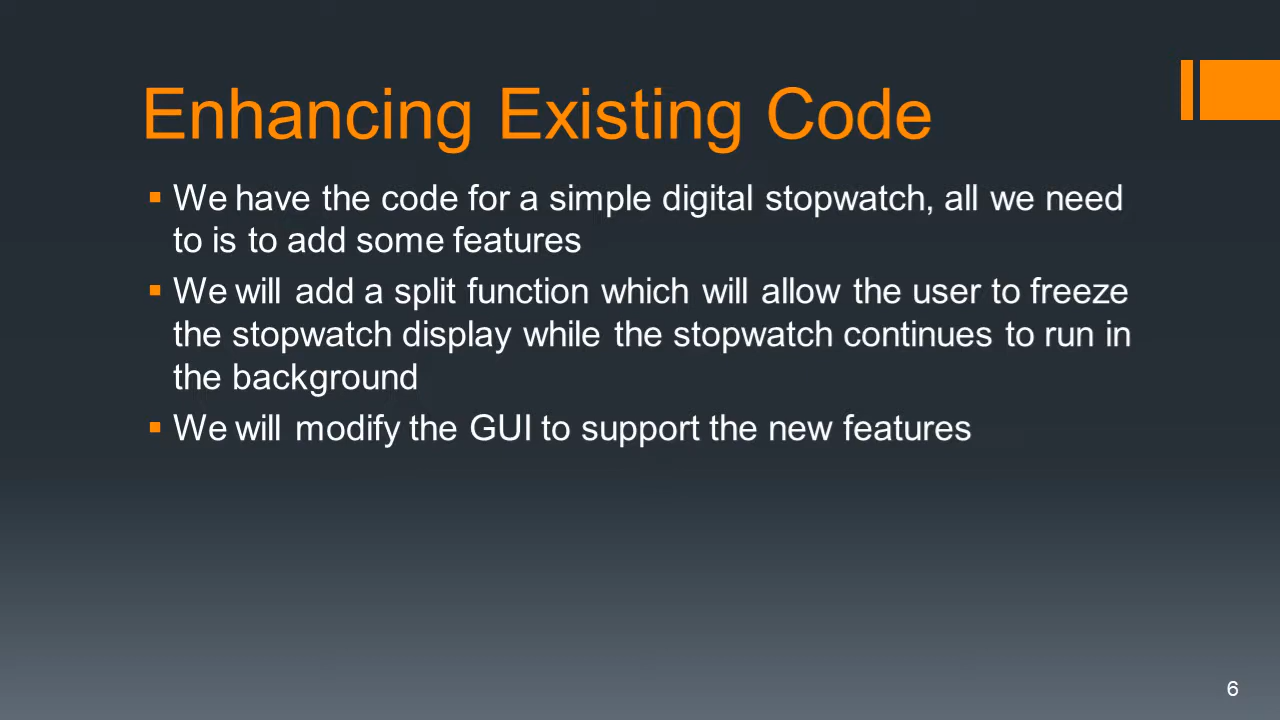 Enhancing Existing Code
We have the code for a simple digital stopwatch, all we need
to is to add some features
We will add a split function which will allow the user to freeze
the stopwatch display while the stopwatch continues to run in
the background
We will modify the GUI to support the new features
6